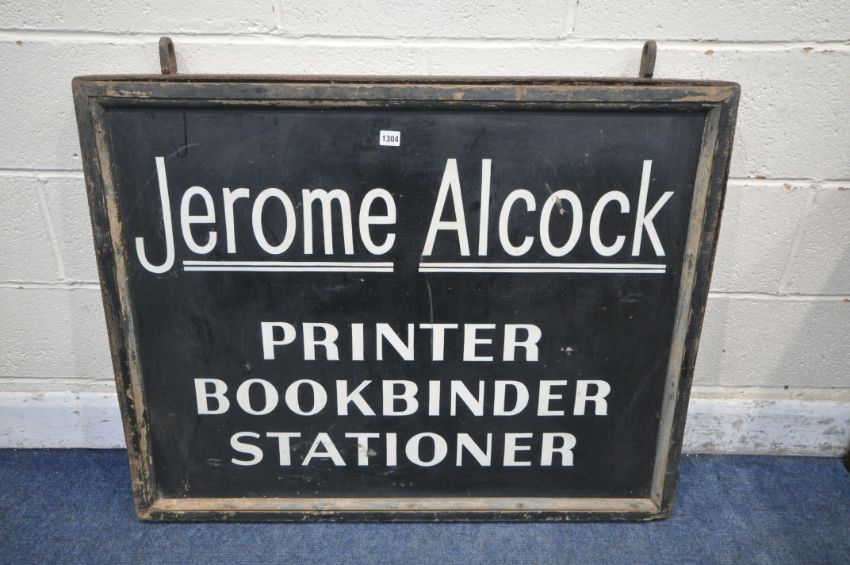 1304
Jerome Alcock
PRINTER
BOOKBINDER
STATIONER